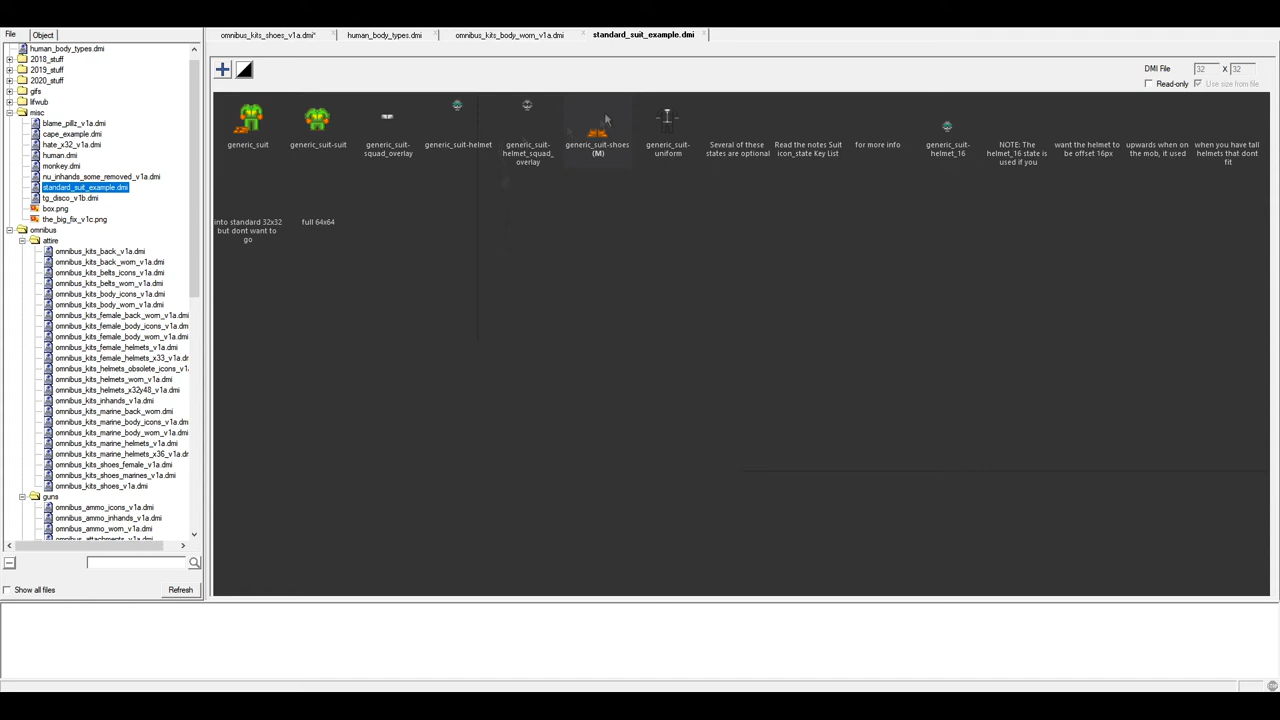 File
Object
human_body_types.dmi
2018_stuff
2019_stuff
2020_stuff
gifs
lifwub
misc
blame_pillz_v1a.dmi
cape_example.dmi
hate_x32_v1a.dmi
human.dmi
monkey.dmi
nu_inhands_some_removed_v1a.dmi
standard_suit_example.dmi
tg_disco_v1b.dmi
box.png
the_big_fix_v1c.png
omnibus
attire
omnibus_kits_back_v1a.dmi
omnibus_kits_back_worn_v1a.dmi
omnibus_kits_belts_icons_v1a.dmi
omnibus_kits_belts_worn_v1a.dmi
omnibus_kits_body_icons_v1a.dmi
omnibus_kits_body_worn_v1a.dmi
omnibus_kits_female_back_worn_v1a.dmi
omnibus_kits_female_body_icons_v1a.dmi
omnibus_kits_female_body_worn_v1a.dmi
omnibus_kits_female_helmets_v1a.dmi
omnibus_kits_female_helmets_x33_v1a.dmi
omnibus_kits_helmets_obsolete_icons_v1a.
omnibus_kits_helmets_worn_v1a.dmi
omnibus_kits_helmets_x32y48_v1a.dmi
omnibus_kits_inhands_v1a.dmi
omnibus_kits_marine_back_worn.dmi
omnibus_kits_marine_body_icons_v1a.dmi
omnibus_kits_marine_body_worn_v1a.dmi
omnibus_kits_marine_helmets_v1a.dmi
omnibus_kits_marine_helmets_x36_v1a.dmi
omnibus_kits_shoes_female_v1a.dmi
omnibus_kits_shoes_marines_v1a.dmi
omnibus_kits_shoes_v1a.dmi
guns
omnibus_ammo_icons_v1a.dmi
omnibus_ammo_inhands_v1a.dmi
omnibus_ammo_worn_v1a.dmi
omnibus_attachments_v1a.dmi
Show all files
Refresh
omnibus_kits_shoes_v1a.dmi*
human_body_types.dmi
omnibus_kits_body_worn_v1a.dmi
standard_suit_example.dmi
DMI File
32
X
32
Read-only
Use size from file
generic_suit
generic_suit-suit
generic_suit-
squad_overlay
generic_suit-helmet
generic_suit-
helmet_squad_
overlay
generic_suit-shoes
(M)
generic_suit-
uniform
Several of these
states are optional
Read the notes Suit
icon_state Key List
for more info
generic_suit-
helmet_16
NOTE: The
helmet_16 state is
used if you
want the helmet to
be offset 16px
upwards when on
the mob, it used
when you have tall
helmets that dont
fit
into standard 32x32
but dont want to
go
full 64x64